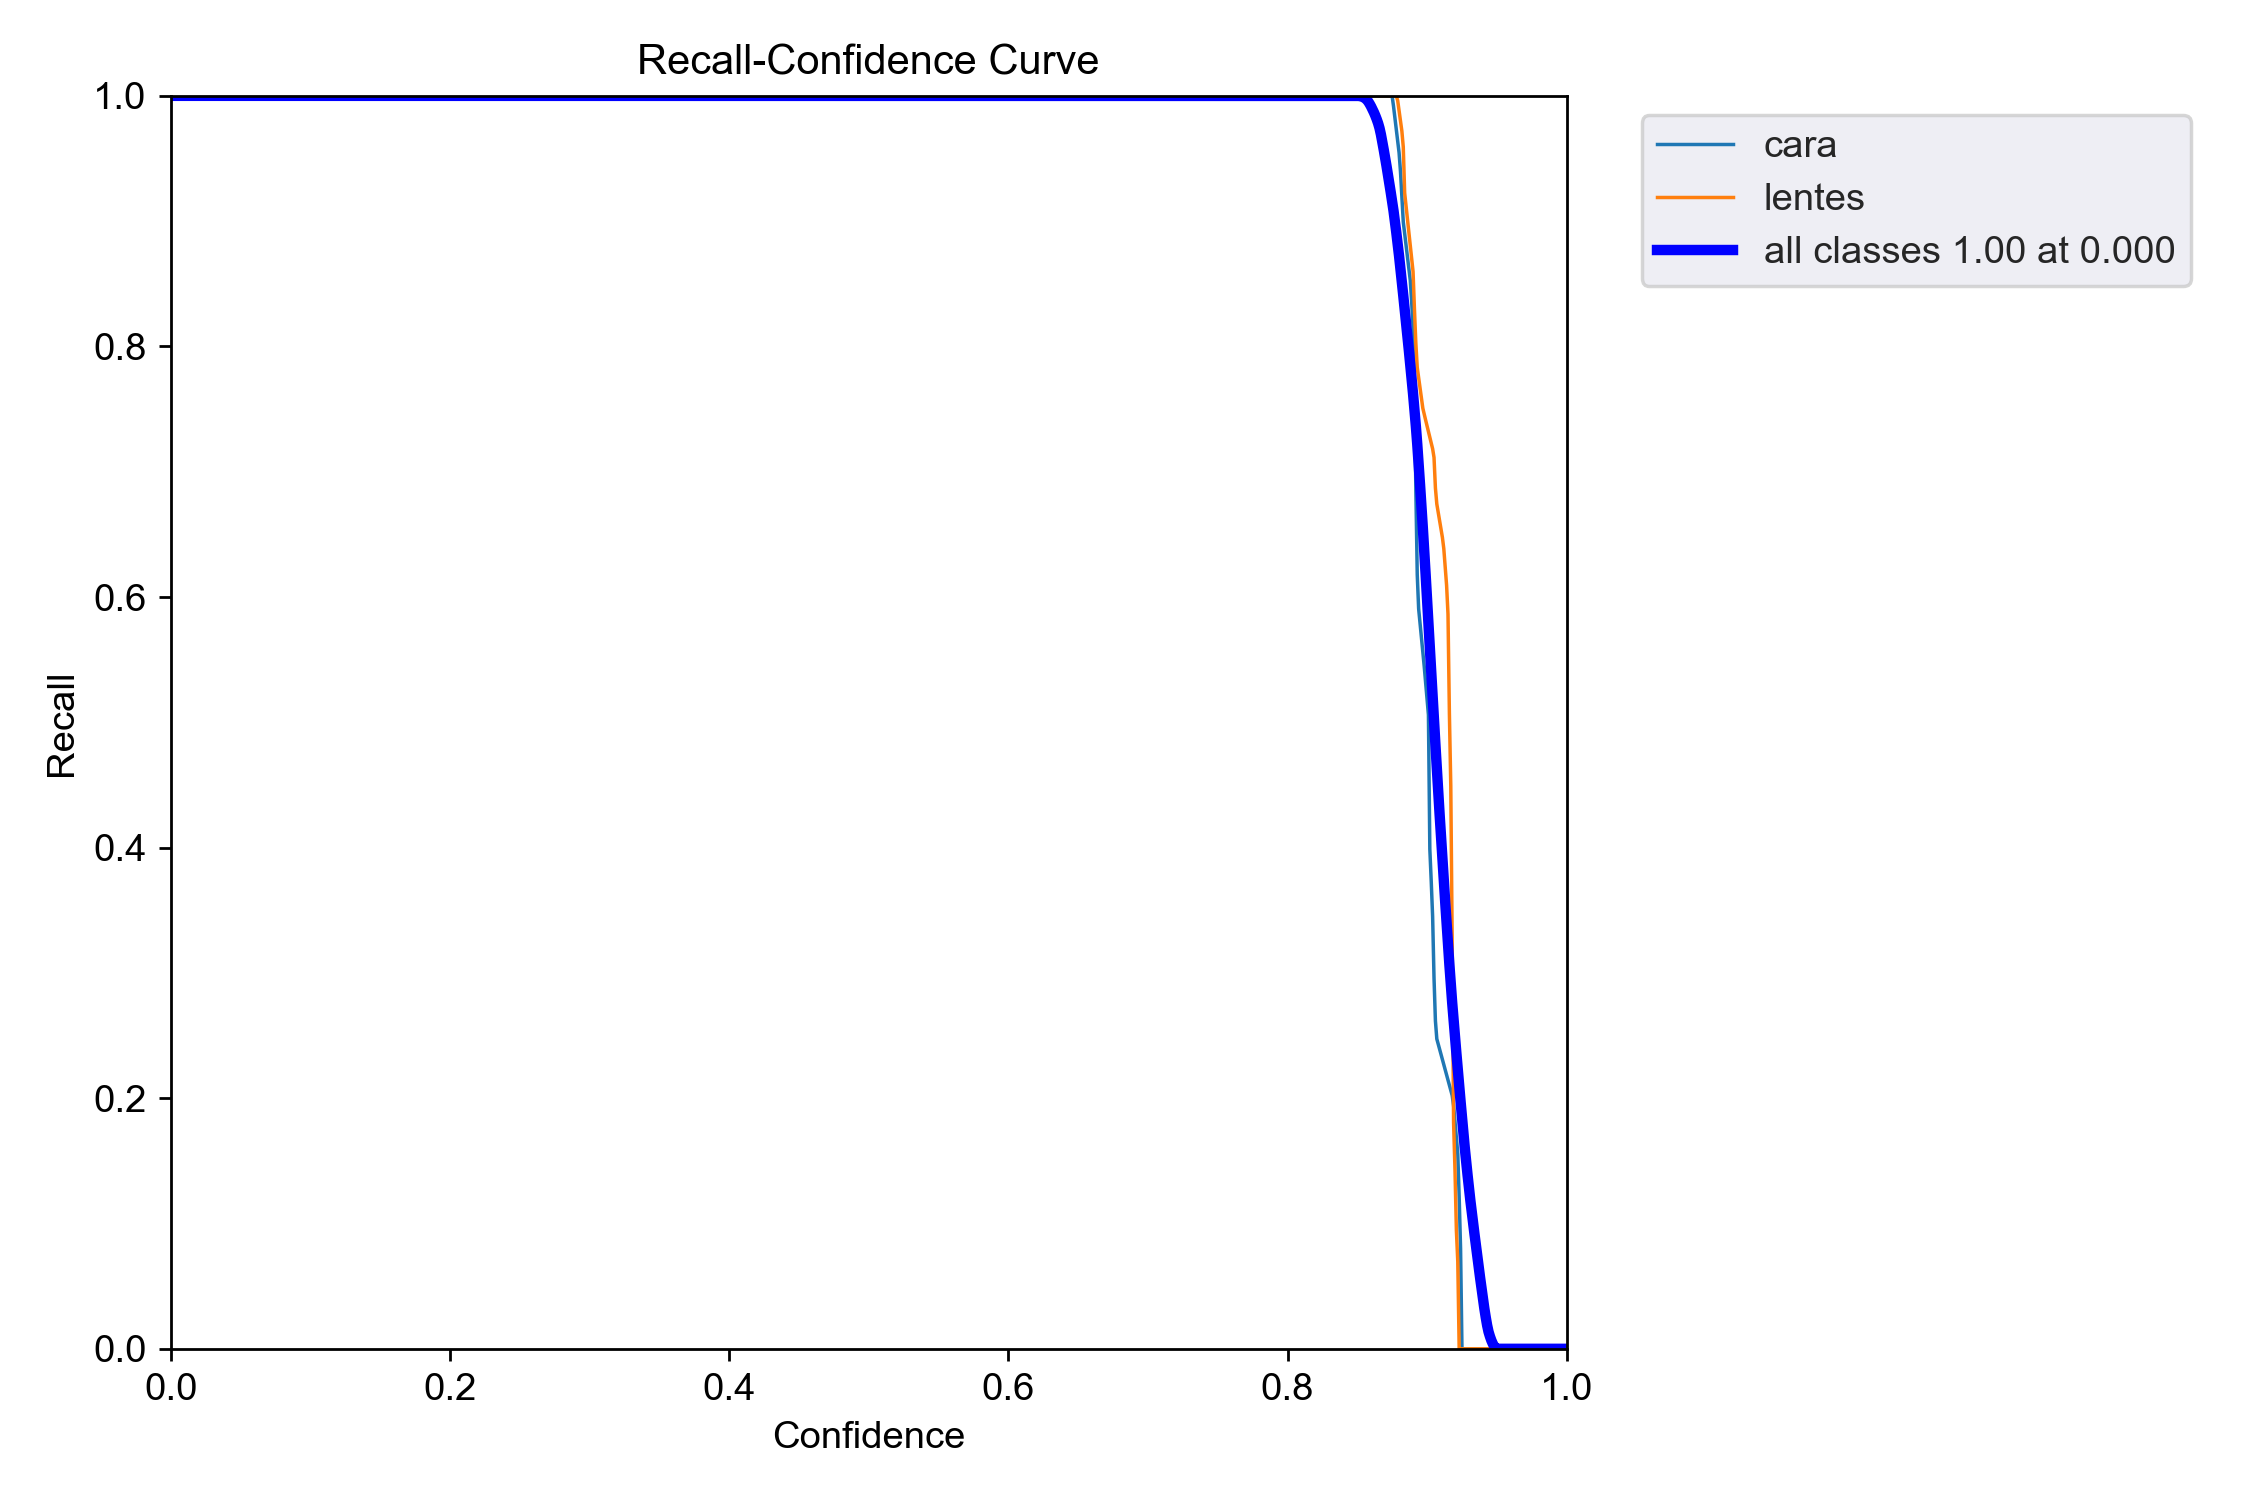 Recall-Confidence Curve
1.0
0.8
0.6
0.4
0.2
0.0
Recall
0.0 0.2 0.4 0.6 0.8 1.0
Confidence
cara
lentes
all classes 1.00 at 0.000